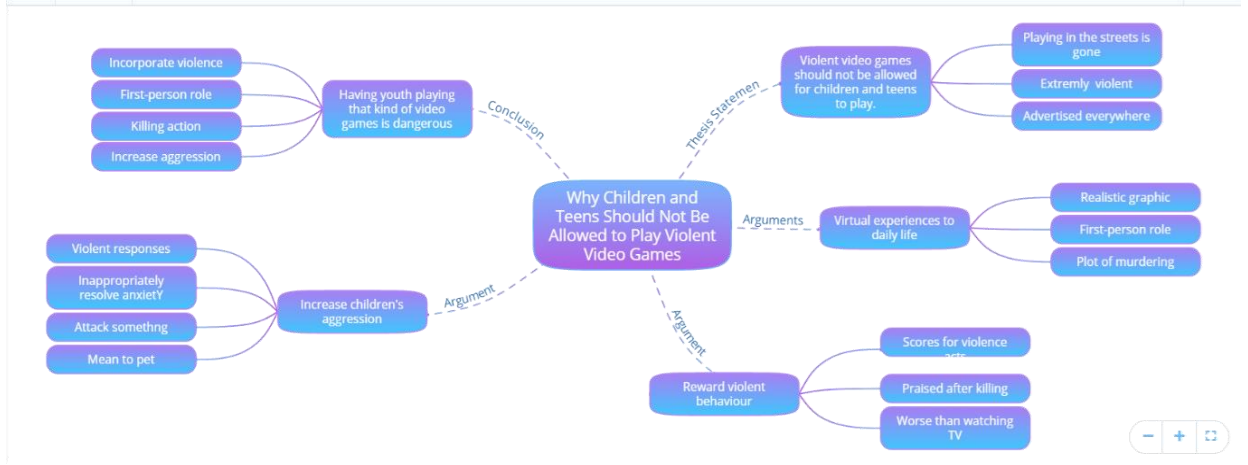 Why Children and
Teens Should Not Be
Allowed to Play Violent
Video Games
Thesis Statemen
Violent video games
should not be allowed
for children and teens
to play.
Playing in the streets is
gone
Extremly violent
Advertised everywhere
Arguments
Virtual experiences to
daily life
Realistic graphic
First-person role
Plot of murdering
Argument
Reward violent
behaviour
Scores for violence
acts
Praised after killing
Worse than watching
TV
Argument
Increase children's
aggression
Violent responses
Inappropriately
resolve anxietY
Attack somethng
Mean to pet
Conclusion
Having youth playing
that kind of video
games is dangerous
Incorporate violence
First-person role
Killing action
Increase aggression